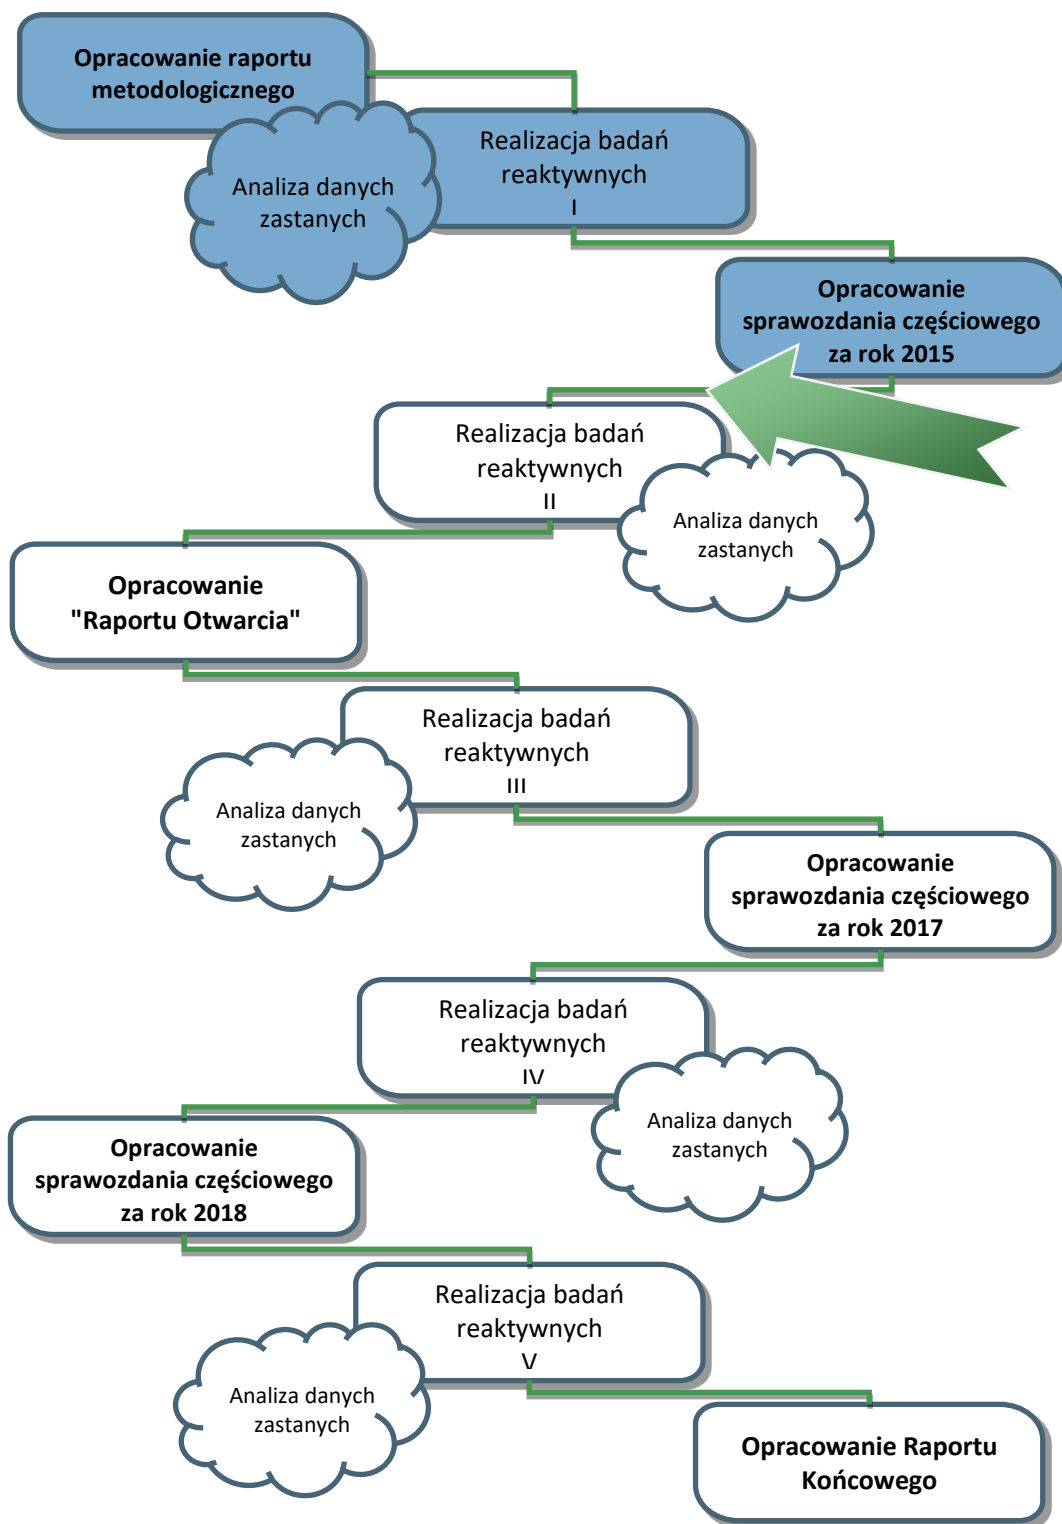 Opracowanie raportu
metodologicznego
Realizacja badań
reaktywnych
I
Analiza danych
zastanych
Opracowanie
sprawozdania częściowego
za rok 2015
Realizacja badań
reaktywnych
II
Analiza danych
zastanych
Opracowanie
"Raportu Otwarcia"
Realizacja badań
reaktywnych
III
Analiza danych
zastanych
Opracowanie
sprawozdania częściowego
za rok 2017
Realizacja badań
reaktywnych
IV
Analiza danych
zastanych
Opracowanie
sprawozdania częściowego
za rok 2018
Realizacja badań
reaktywnych
V
Analiza danych
zastanych
Opracowanie Raportu
Końcowego